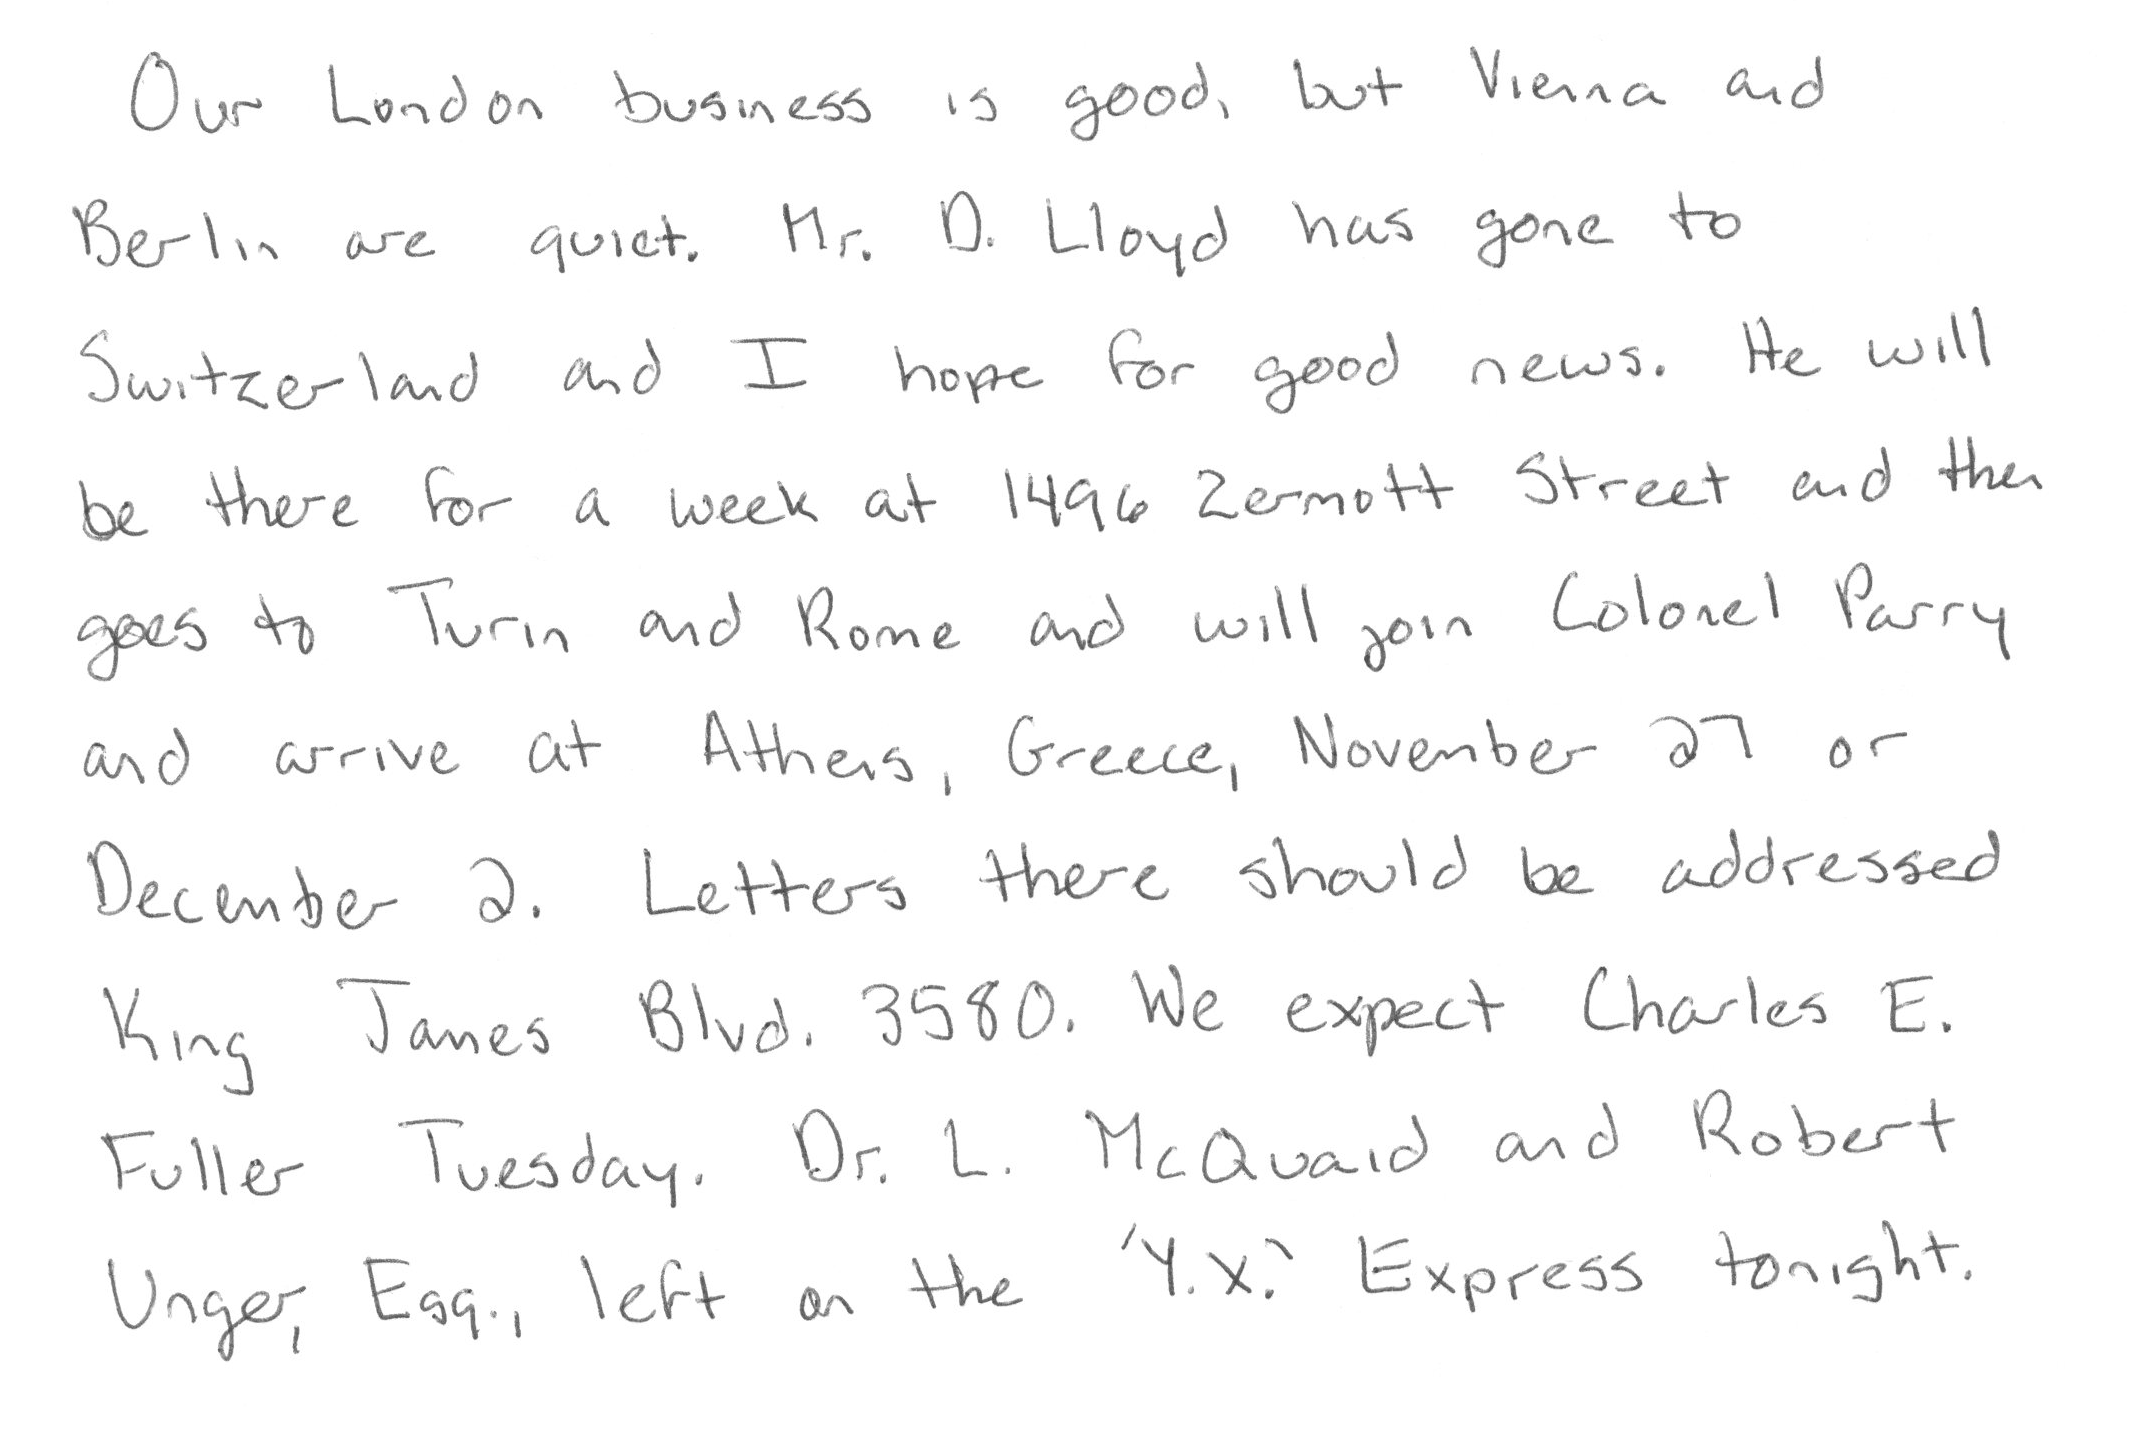 Our London business is good, but Vienna and
Berlin are quiet. Mr. D. Lloyd has gone to
Switzerland and I hope for good news. He will
be there for a week at 1496 Zermott Street and then
goes to Turin and Rome and will join Colonel Parry
and arrive at Athens, Greece, November 27 or
December 2. Letters there should be addressed
King James Blvd. 3580. We expect Charles E.
Fuller Tuesday. Dr. L. McQuaid and Robert
Unger, Esq., left on the 'Y.X.' Express tonight.